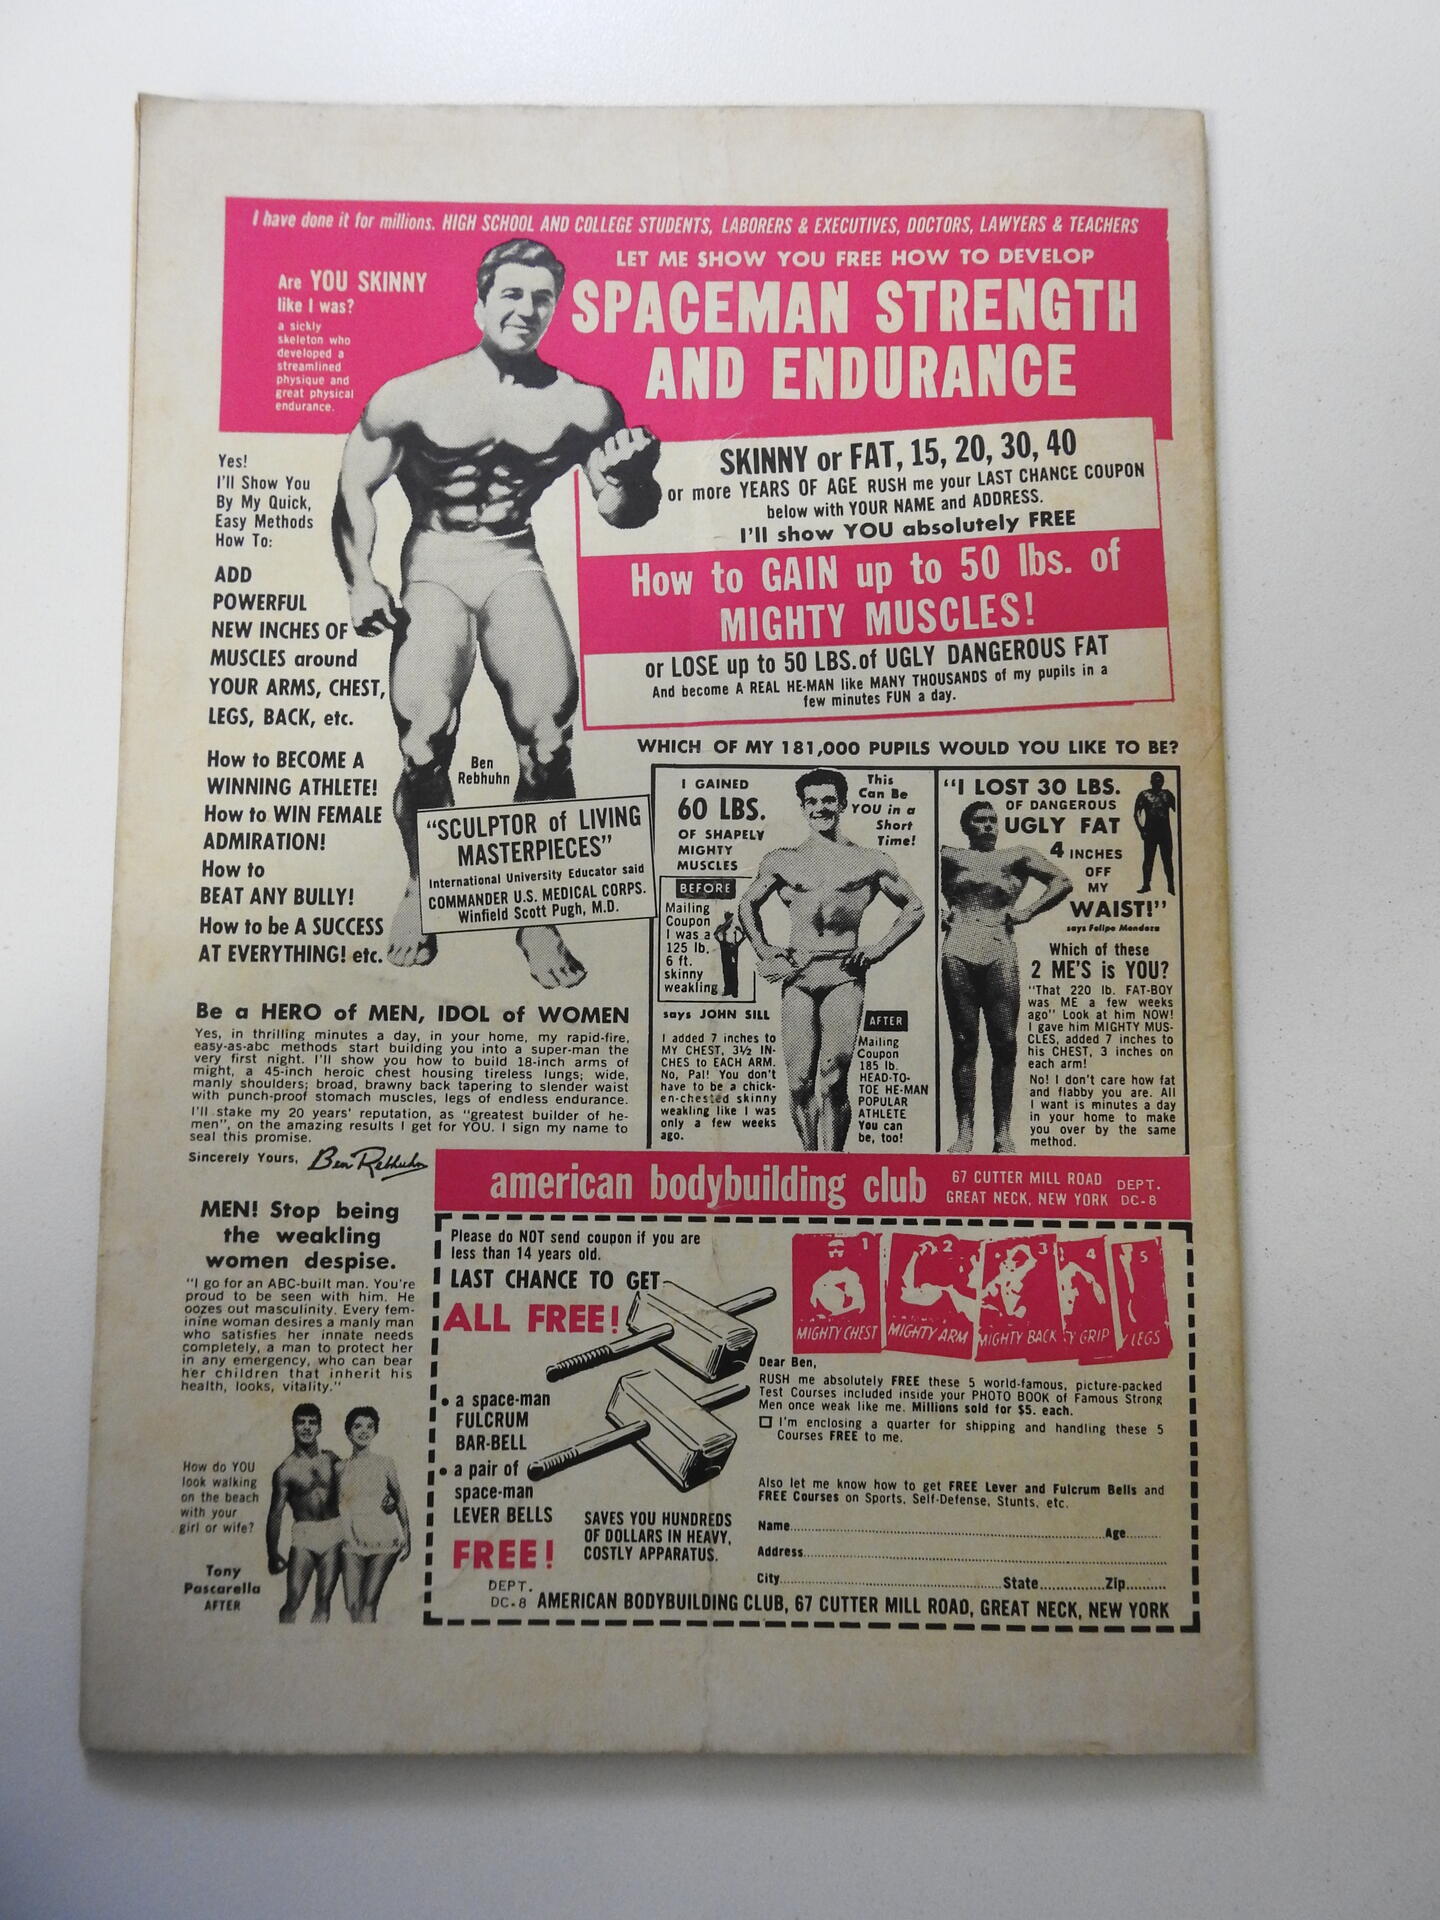 I have done it for millions. HIGH SCHOOL AND COLLEGE STUDENTS, LABORERS & EXECUTIVES, DOCTORS, LAWYERS & TEACHERS
LET ME SHOW YOU FREE HOW TO DEVELOP
SPACEMAN STRENGTH
AND ENDURANCE
Are YOU SKINNY
like I was?
a sickly
skeleton who
developed a
streamlined
physique and
great physical
endurance.
SKINNY or FAT, 15, 20, 30, 40
or more YEARS OF AGE RUSH me your LAST CHANCE COUPON
below with YOUR NAME and ADDRESS.
I'll show YOU absolutely FREE
How to GAIN up to 50 lbs. of
MIGHTY MUSCLES!
or LOSE up to 50 LBS. of UGLY DANGEROUS FAT
And become A REAL HE-MAN like MANY THOUSANDS of my pupils in a
few minutes FUN a day.
Yes!
I'll Show You
By My Quick,
Easy Methods
How To:
ADD
POWERFUL
NEW INCHES OF
MUSCLES around
YOUR ARMS, CHEST,
LEGS, BACK, etc.
How to BECOME A
WINNING ATHLETE!
How to WIN FEMALE
ADMIRATION!
How to
BEAT ANY BULLY!
How to be A SUCCESS
AT EVERYTHING! etc.
Ben
Rebhuhn
"SCULPTOR of LIVING
MASTERPIECES"
International University Educator said
COMMANDER U.S. MEDICAL CORPS.
Winfield Scott Pugh, M.D.
WHICH OF MY 181,000 PUPILS WOULD YOU LIKE TO BE?
I GAINED
60 LBS.
OF SHAPELY
MIGHTY
MUSCLES
This
Can Be
YOU in a
Short
Time!
BEFORE
Mailing
Coupon
I was a
125 lb.
6 ft.
skinny
weakling
says JOHN SILL
I added 7 inches to
MY CHEST, 3½ IN-
CHES to EACH ARM.
No, Pal! You don't
have to be a chick-
en-chested skinny
weakling like I was
only a few weeks
ago.
AFTER
Mailing
Coupon
185 lb.
HEAD-TO-
TOE HE-MAN
POPULAR
ATHLETE
You can
be, too!
"I LOST 30 LBS.
OF DANGEROUS
UGLY FAT
4 INCHES
OFF
MY
WAIST!"
says Felipe Mendoza
Which of these
2 ME'S is YOU?
"That 220 lb. FAT-BOY
was ME a few weeks
ago" Look at him NOW!
I gave him MIGHTY MUS-
CLES, added 7 inches to
his CHEST, 3 inches on
each arm!
No! I don't care how fat
and flabby you are. All
I want is minutes a day
in your home to make
you over by the same
method.
Be a HERO of MEN, IDOL of WOMEN
Yes, in thrilling minutes a day, in your home, my rapid-fire,
easy-as-abc methods start building you into a super-man the
very first night. I'll show you how to build 18-inch arms of
might, a 45-inch heroic chest housing tireless lungs; wide,
manly shoulders; broad, brawny back tapering to slender waist
with punch-proof stomach muscles, legs of endless endurance.
I'll stake my 20 years' reputation, as "greatest builder of he-
men", on the amazing results I get for YOU. I sign my name to
seal this promise.
Sincerely Yours, Ben Rebhuhn
american bodybuilding club
67 CUTTER MILL ROAD
GREAT NECK, NEW YORK
DEPT.
DC-8
MEN! Stop being
the weakling
women despise.
"I go for an ABC-built man. You're
proud to be seen with him. He
oozes out masculinity. Every fem-
inine woman desires a manly man
who satisfies her innate needs
completely, a man to protect her
in any emergency, who can bear
her children that inherit his
health, looks, vitality."
How do YOU
look walking
on the beach
with your
girl or wife?
Tony
Pascarella
AFTER
Please do NOT send coupon if you are
less than 14 years old.
LAST CHANCE TO GET
ALL FREE!
• a space-man
FULCRUM
BAR-BELL
• a pair of
space-man
LEVER BELLS
FREE!
SAVES YOU HUNDREDS
OF DOLLARS IN HEAVY,
COSTLY APPARATUS.
1 MIGHTY CHEST
2 MIGHTY ARM
3 MIGHTY BACK
4 Y GRIP
5 Y LEGS
Dear Ben,
RUSH me absolutely FREE these 5 world-famous, picture-packed
Test Courses included inside your PHOTO BOOK of Famous Strong
Men once weak like me. Millions sold for $5. each.
I'm enclosing a quarter for shipping and handling these 5
Courses FREE to me.
Also let me know how to get FREE Lever and Fulcrum Bells and
FREE Courses on Sports, Self-Defense, Stunts, etc.
Name Age
Address
City State Zip
DEPT.
DC-8 AMERICAN BODYBUILDING CLUB, 67 CUTTER MILL ROAD, GREAT NECK, NEW YORK